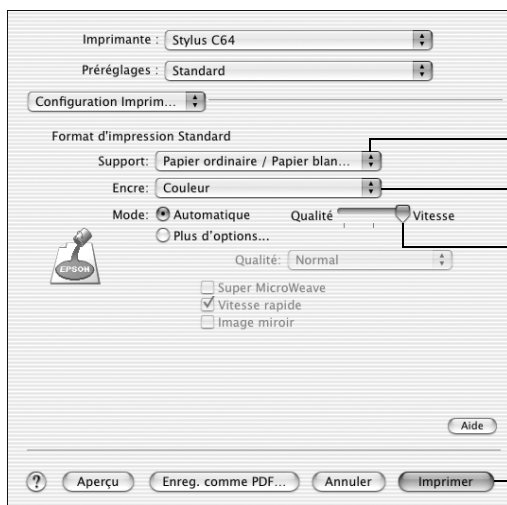 Imprimante : Stylus C64
Préréglages : Standard
Configuration Imprim...
Format d'impression Standard
Support: Papier ordinaire / Papier blan...
Encre: Couleur
Mode: Automatique Qualité Vitesse
Plus d'options...
Qualité: Normal
Super MicroWeave
Vitesse rapide
Image miroir
EPSON
Aide
? Aperçu Enreg. comme PDF... Annuler Imprimer